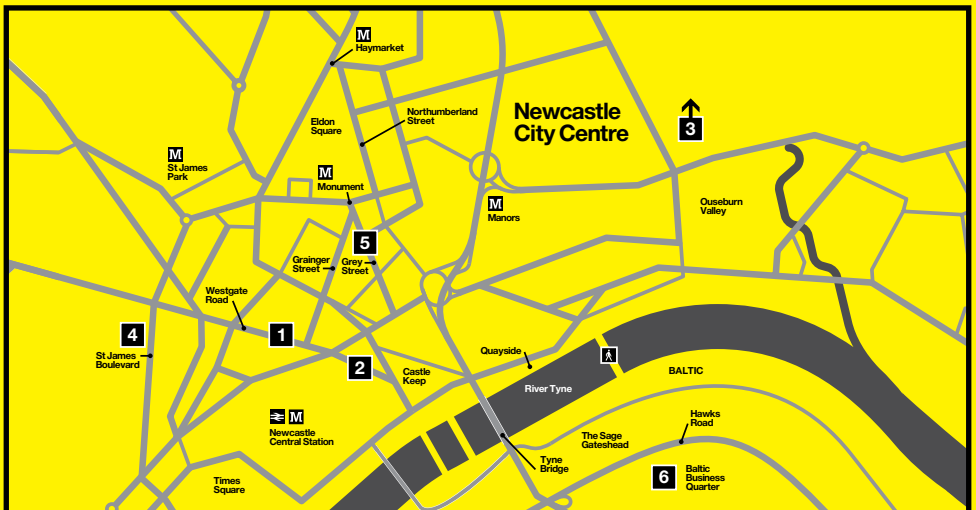 M
Haymarket
Newcastle
City Centre
Northumberland
Street
Eldon
Square
3
M
St James
Park
M
Monument
M
Manors
Ouseburn
Valley
5
Grainger
Street
Grey
Street
Westgate
Road
4
1
St James
Boulevard
2
Castle
Keep
Quayside
BALTIC
River Tyne
M
Newcastle
Central Station
Hawks
Road
The Sage
Gateshead
Tyne
Bridge
6
Baltic
Business
Quarter
Times
Square